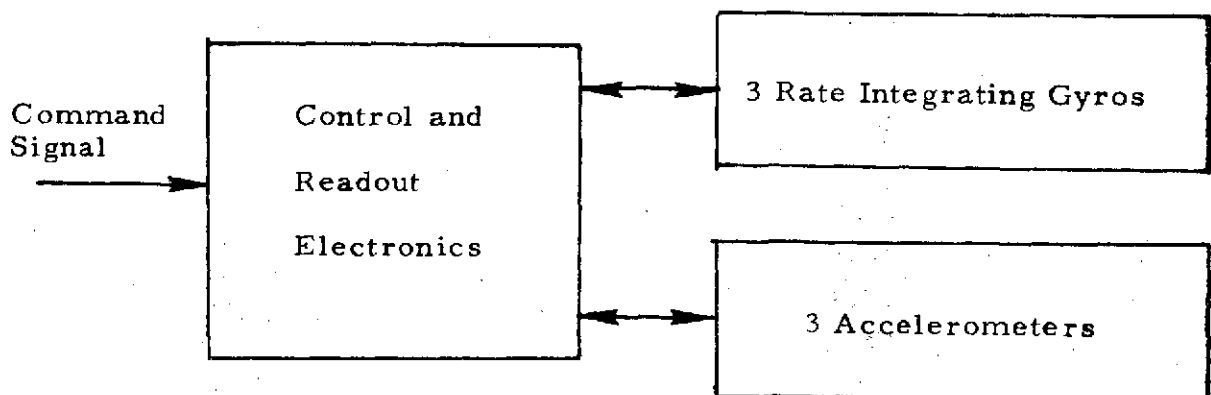 Command
Signal
Control and
Readout
Electronics
3 Rate Integrating Gyros
3 Accelerometers